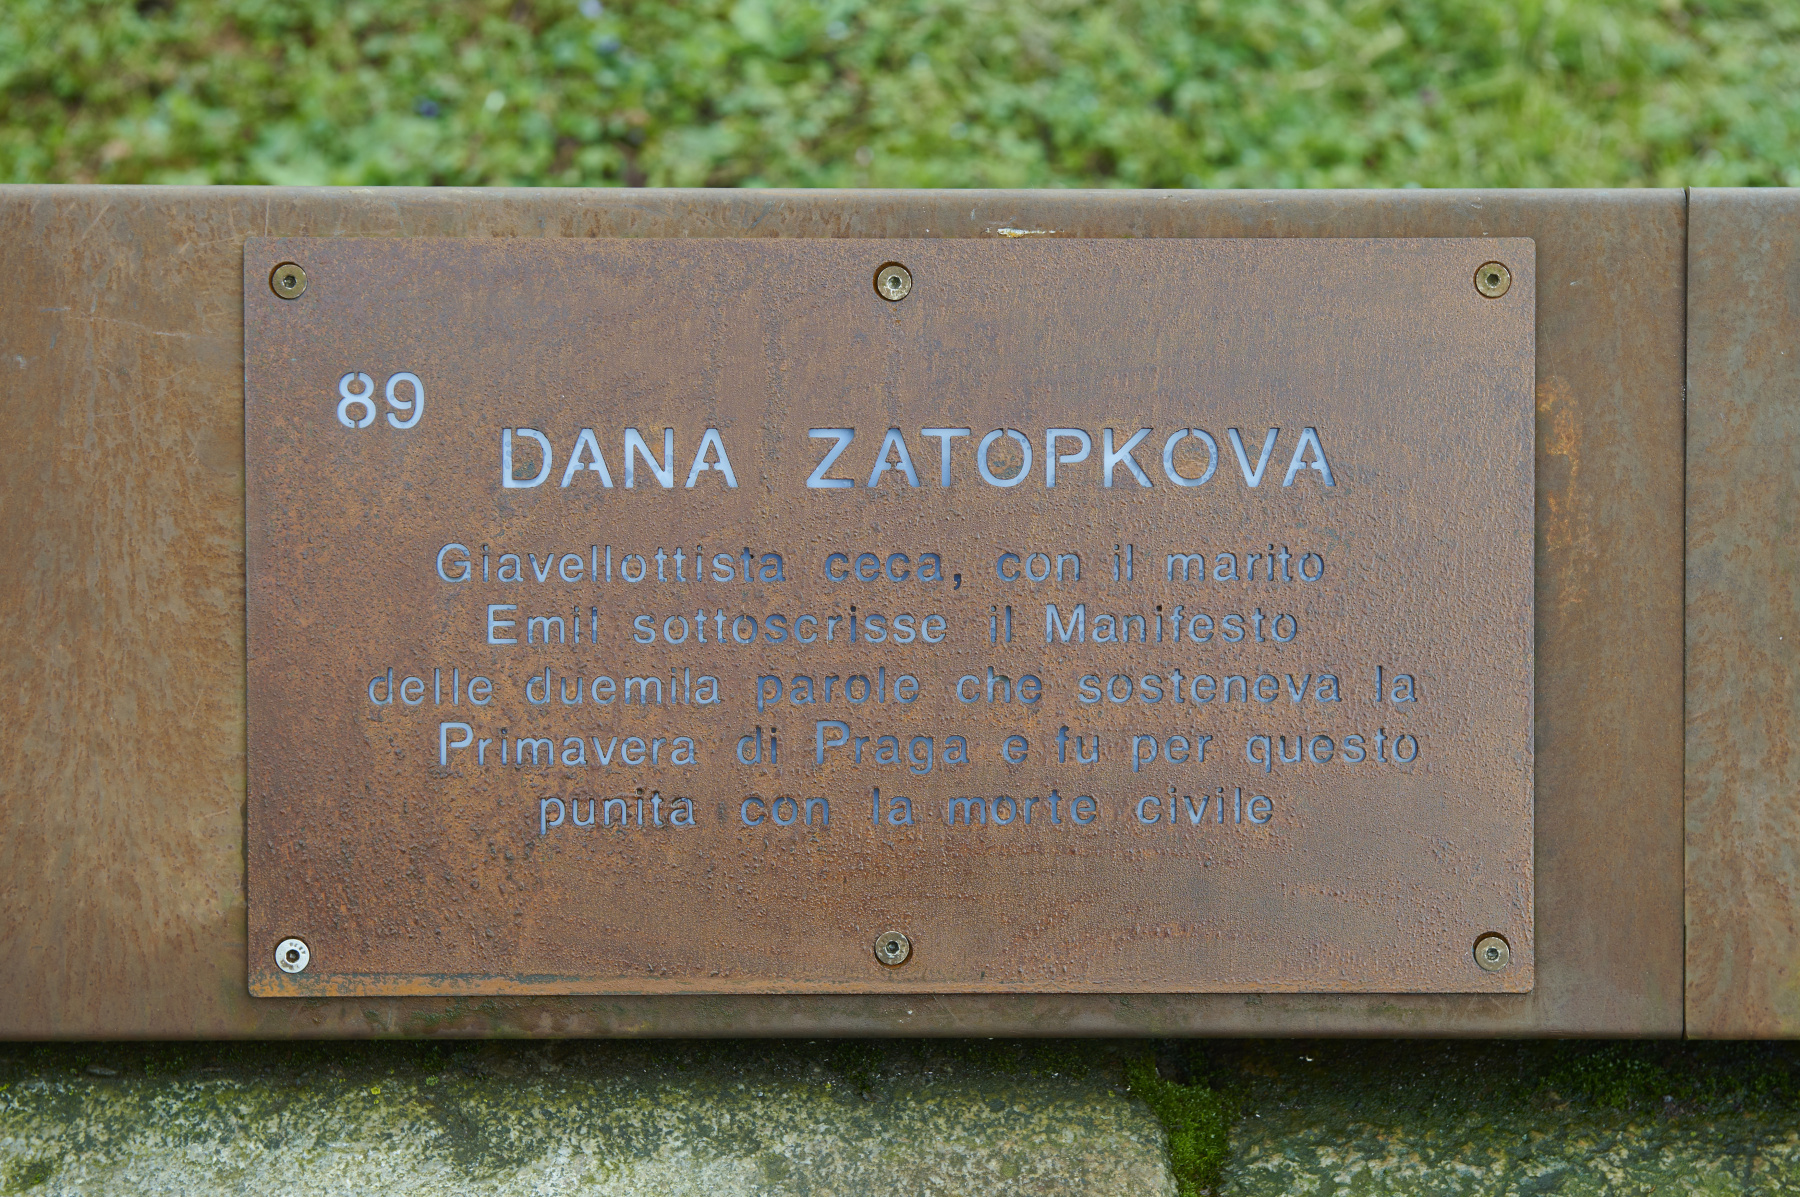 89
DANA ZATOPKOVA
Giavellottista ceca, con il marito
Emil sottoscrisse il Manifesto
delle duemila parole che sosteneva la
Primavera di Praga e fu per questo
punita con la morte civile